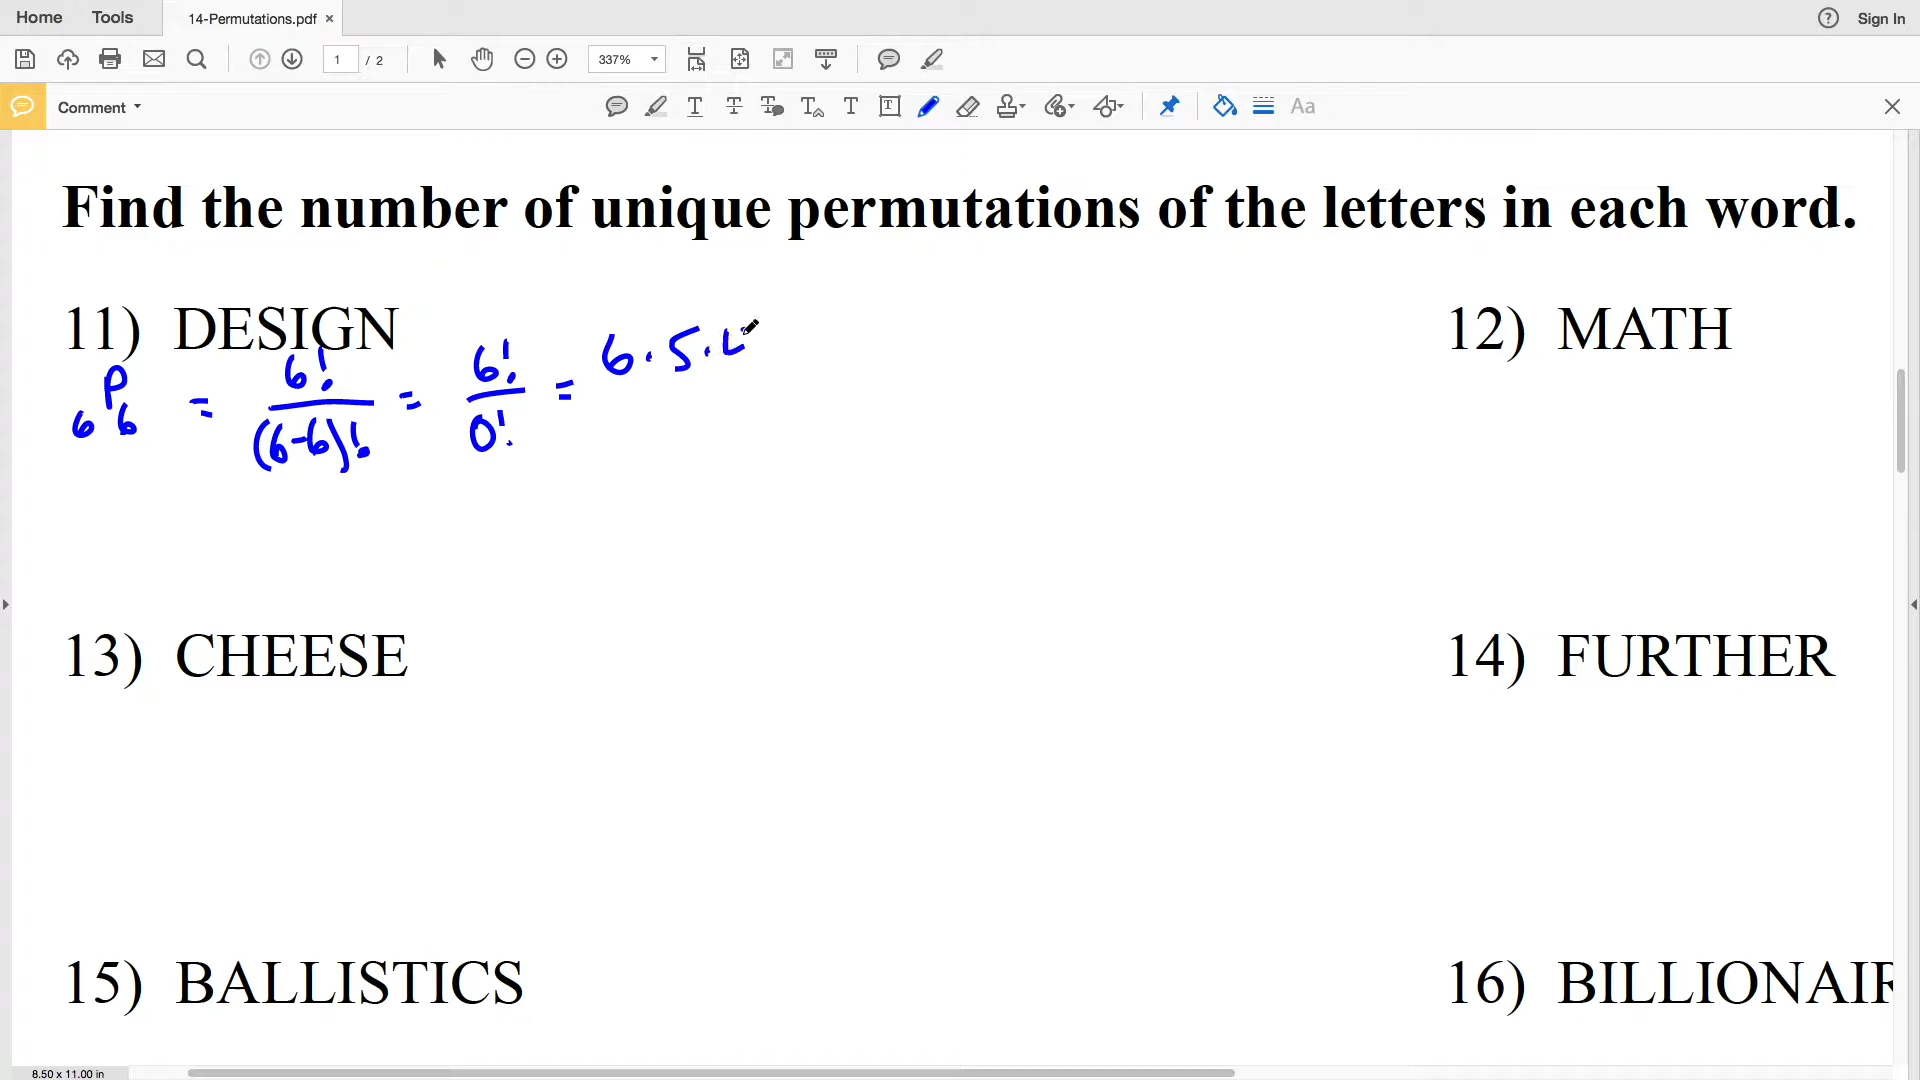 Home Tools 14-Permutations.pdf × ? Sign In
1 / 2 337%
Comment Aa
Find the number of unique permutations of the letters in each word.
11) DESIGN 12) MATH
6P6 = 6!/(6-6)! = 6!/0! = 6 · 5 ·
13) CHEESE 14) FURTHER
15) BALLISTICS 16) BILLIONAIR
8.50 x 11.00 in